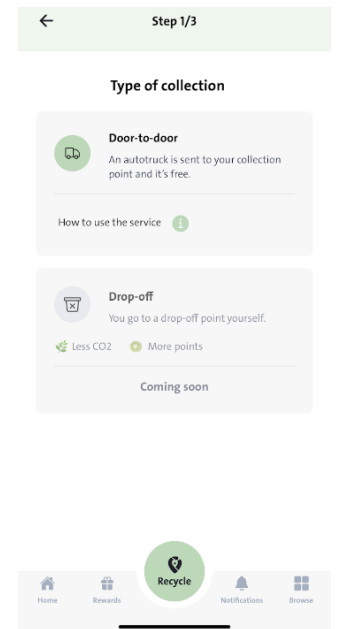 Step 1/3
Type of collection
Door-to-door
An autotruck is sent to your collection
point and it's free.
How to use the service
Drop-off
You go to a drop-off point yourself.
Less CO2 More points
Coming soon
Recycle
Home Rewards Notifications Browse